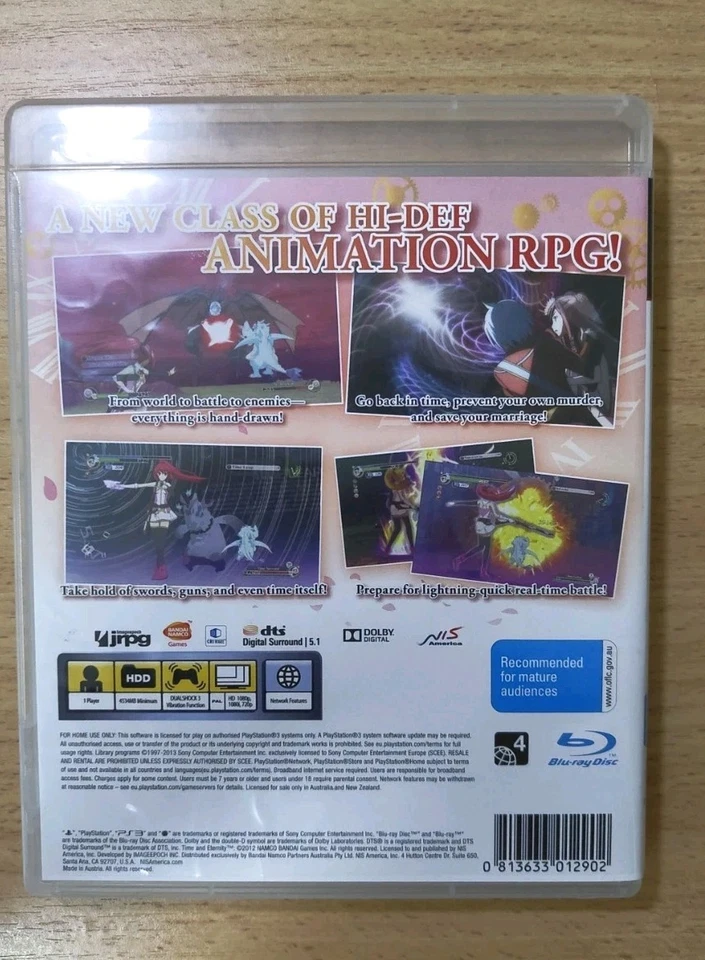 A NEW CLASS OF HI-DEF
ANIMATION RPG!
From world to battle to enemies—
everything is hand-drawn!
Go back in time, prevent your own murder,
and save your marriage!
Take hold of swords, guns, and even time itself!
Prepare for lightning-quick real-time battle!
jrpg
BANDAI
NAMCO
Games
dts
Digital Surround | 5.1
DOLBY
DIGITAL
NIS
America
Recommended
for mature
audiences
www.oflc.gov.au
1 Player
HDD
4534MB Minimum
DUALSHOCK 3
Vibration Function
PAL
HD 1080p,
1080i, 720p
Network Features
4
Blu-ray Disc
FOR HOME USE ONLY: This software is licensed for play on authorised PlayStation®3 systems only. A PlayStation®3 system software update may be required.
All unauthorised access, use or transfer of the product or its underlying copyright and trademark works is prohibited. See eu.playstation.com/terms for full
usage rights. Library programs ©1997-2013 Sony Computer Entertainment Inc. exclusively licensed to Sony Computer Entertainment Europe (SCEE). RESALE
AND RENTAL ARE PROHIBITED UNLESS EXPRESSLY AUTHORISED BY SCEE. PlayStation®Network, PlayStation®Store and PlayStation®Home subject to terms
of use and not available in all countries and languages(eu.playstation.com/terms). Broadband internet service required. Users are responsible for broadband
access fees. Charges apply for some content. Users must be 7 years or older and users under 18 require parental consent. Network features may be withdrawn
at reasonable notice – see eu.playstation.com/gameservers for details. Licensed for sale only in Australia and New Zealand.
"PlayStation", "PS3" and "●" are trademarks or registered trademarks of Sony Computer Entertainment Inc. "Blu-ray Disc™ and "Blu-ray™"
are trademarks of the Blu-ray Disc Association. Dolby and the double-D symbol are trademarks of Dolby Laboratories. DTS® is a registered trademark and DTS
Digital Surround™ is a trademark of DTS, Inc. Time and Eternity™: ©2012 NAMCO BANDAI Games Inc. All rights reserved. Licensed to and published by NIS
America, Inc. Developed by IMAGEEPOCH INC. Distributed exclusively by Bandai Namco Partners Australia Pty Ltd. NIS America, Inc. 4 Hutton Centre Dr. Suite 650,
Santa Ana, CA 92707, U.S.A. NISAmerica.com
Made in Austria. All rights reserved.
0 813633 012902